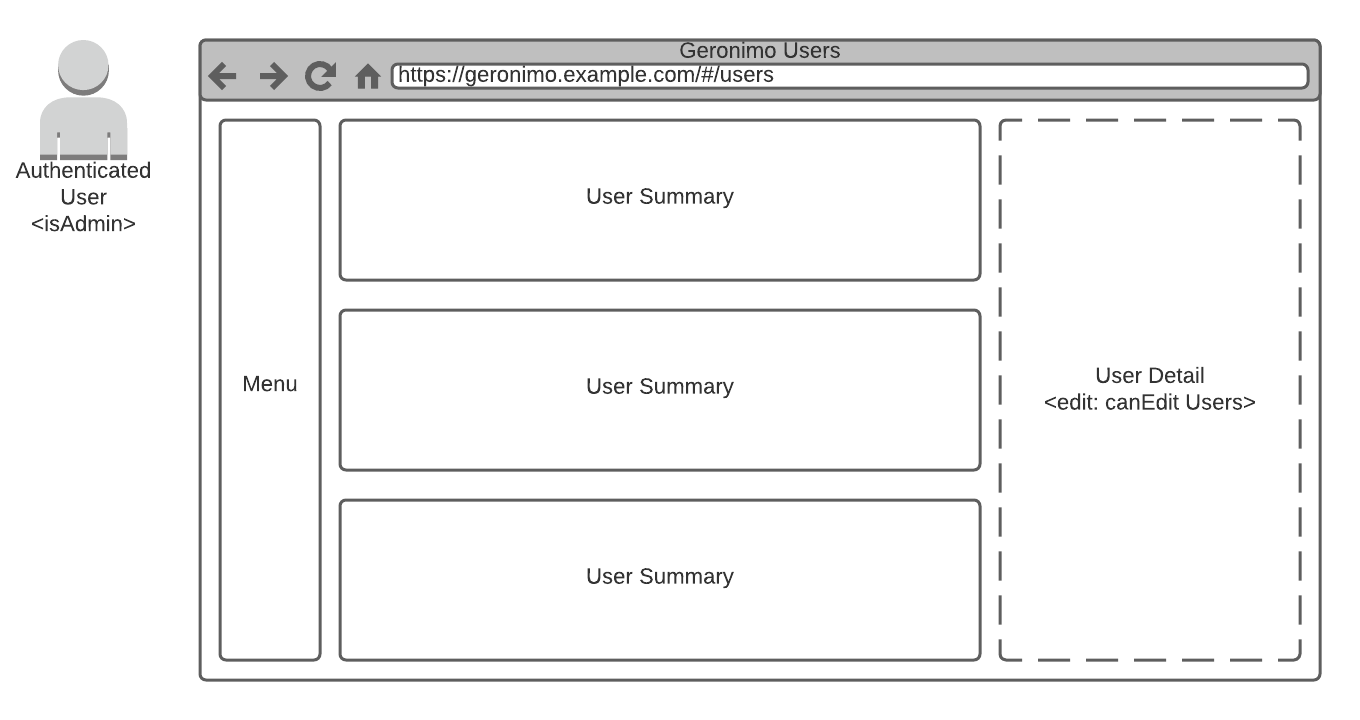 Geronimo Users
https://geronimo.example.com/#/users
Authenticated
User
<isAdmin>
Menu
User Summary
User Summary
User Summary
User Detail
<edit: canEdit Users>